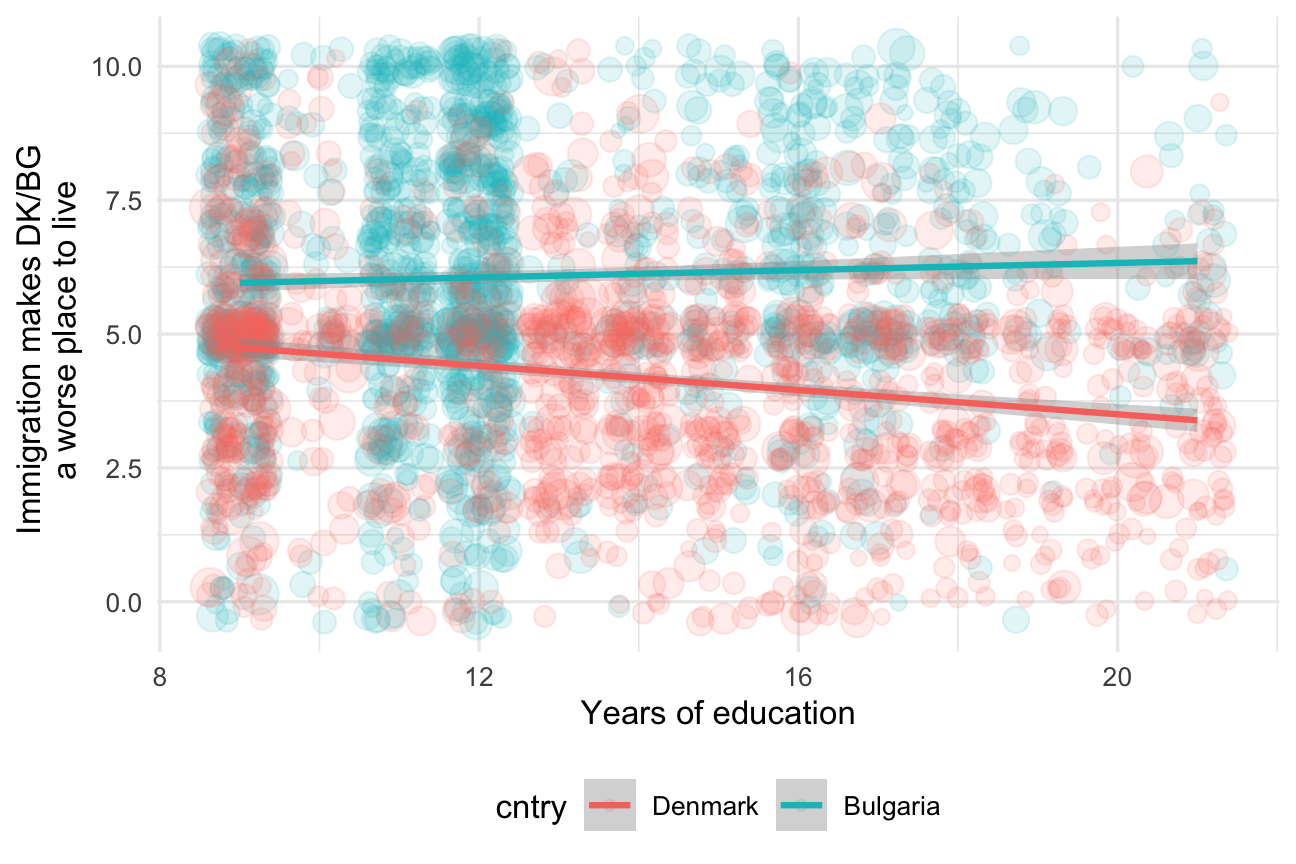 Immigration makes DK/BG
a worse place to live
10.0
7.5
5.0
2.5
0.0
8 12 16 20
Years of education
cntry Denmark Bulgaria